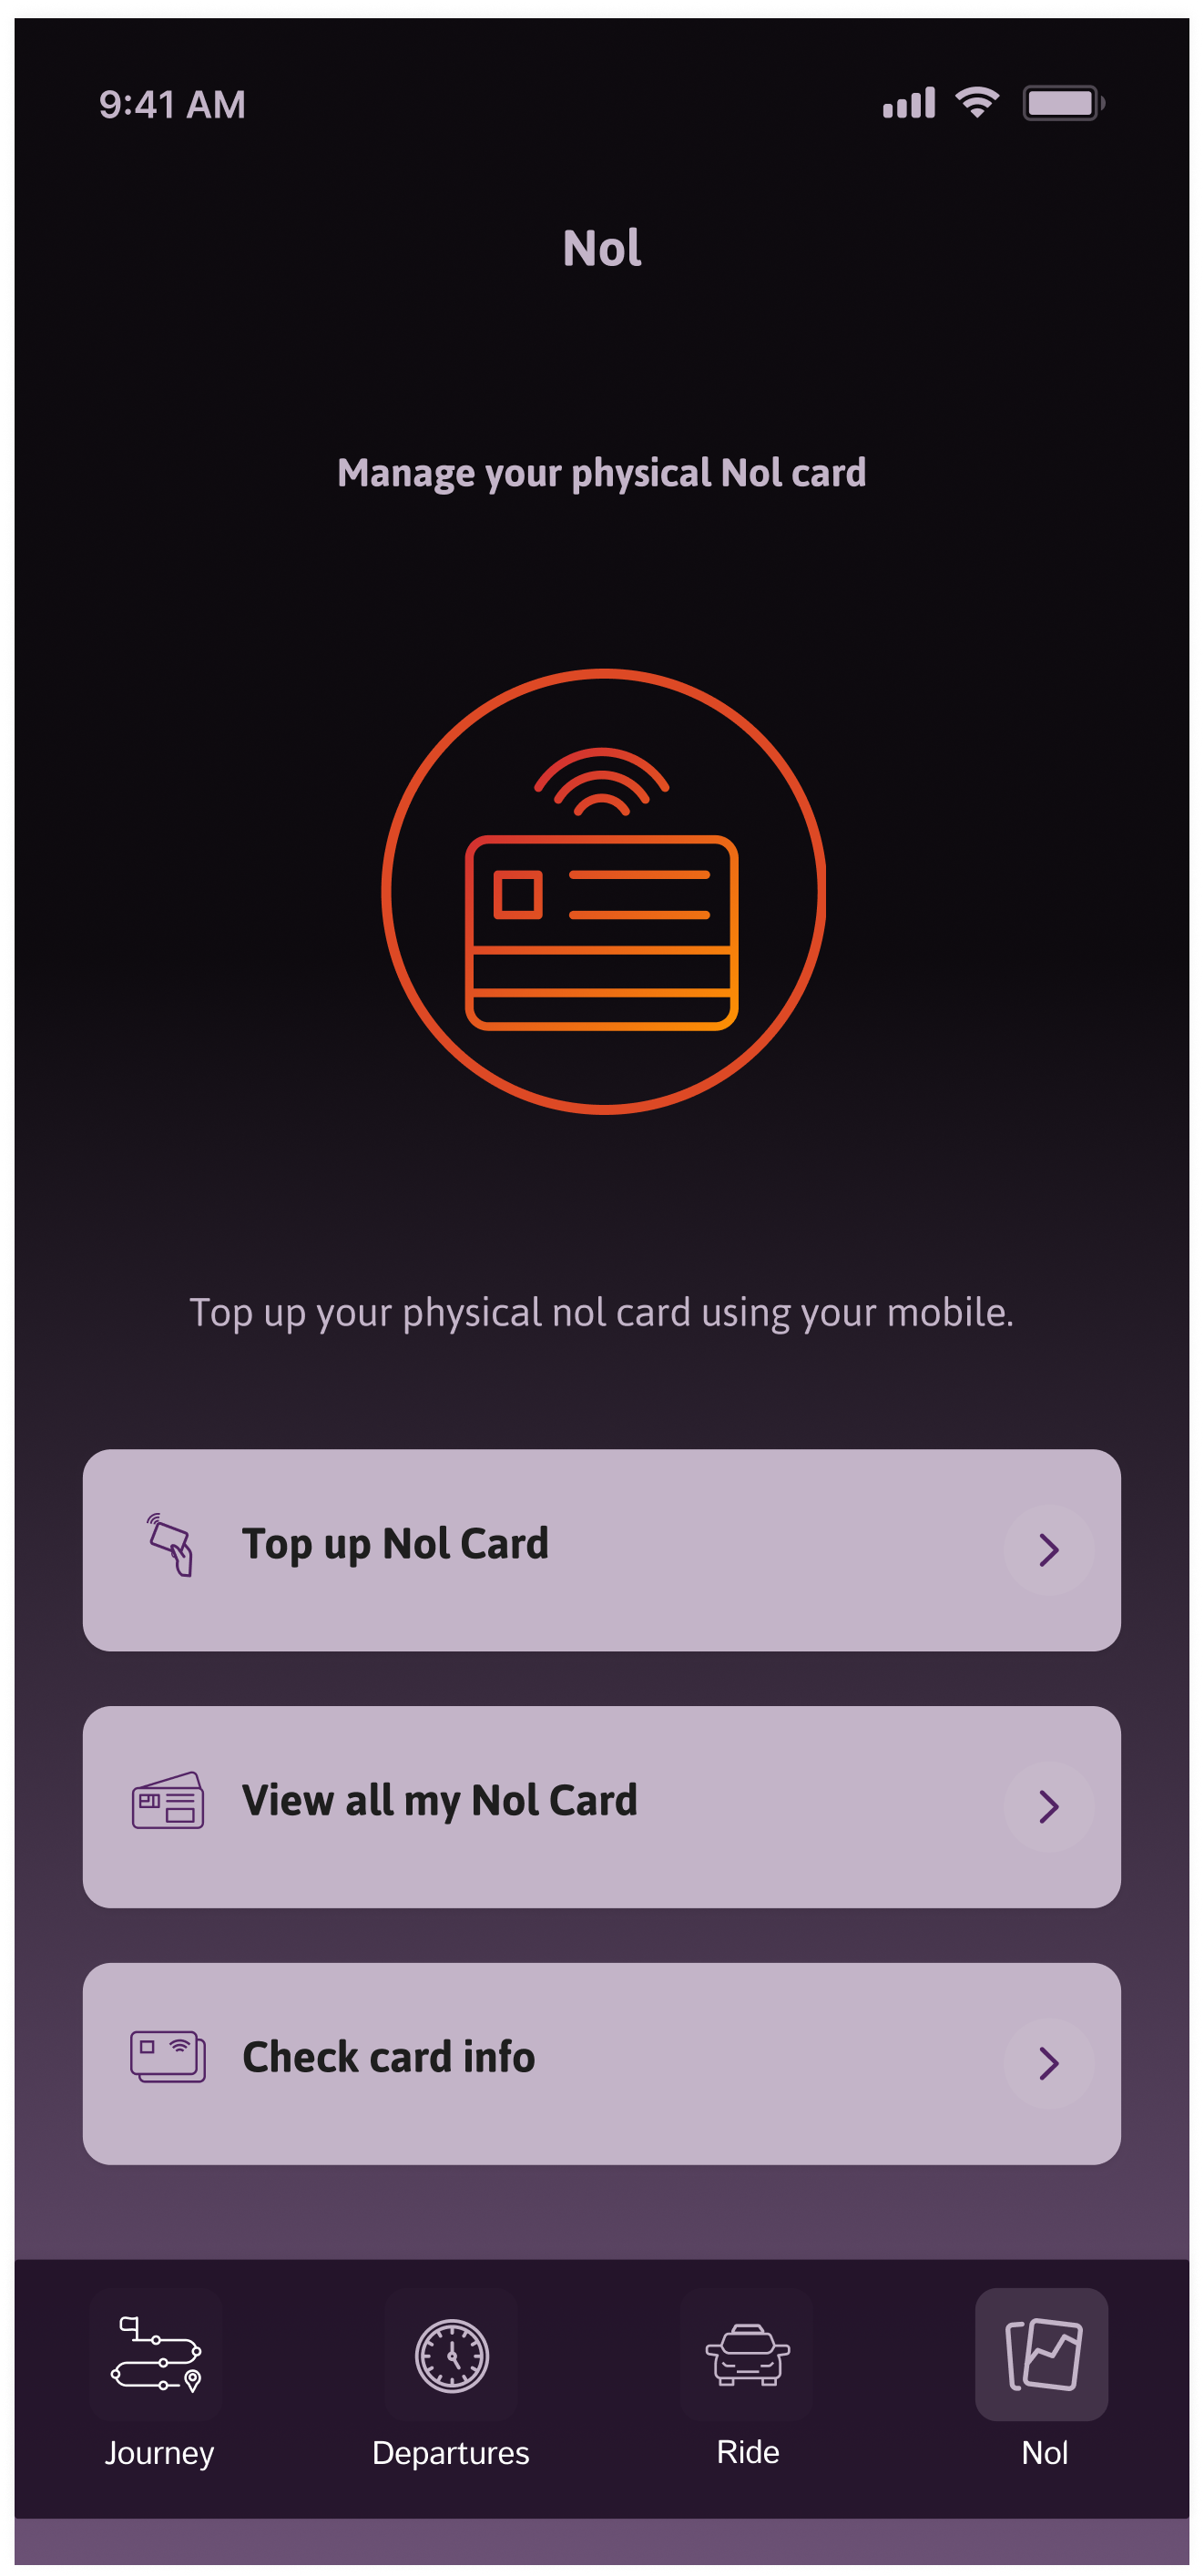 9:41 AM
Nol
Manage your physical Nol card
Top up your physical nol card using your mobile.
Top up Nol Card
View all my Nol Card
Check card info
Journey
Departures
Ride
Nol